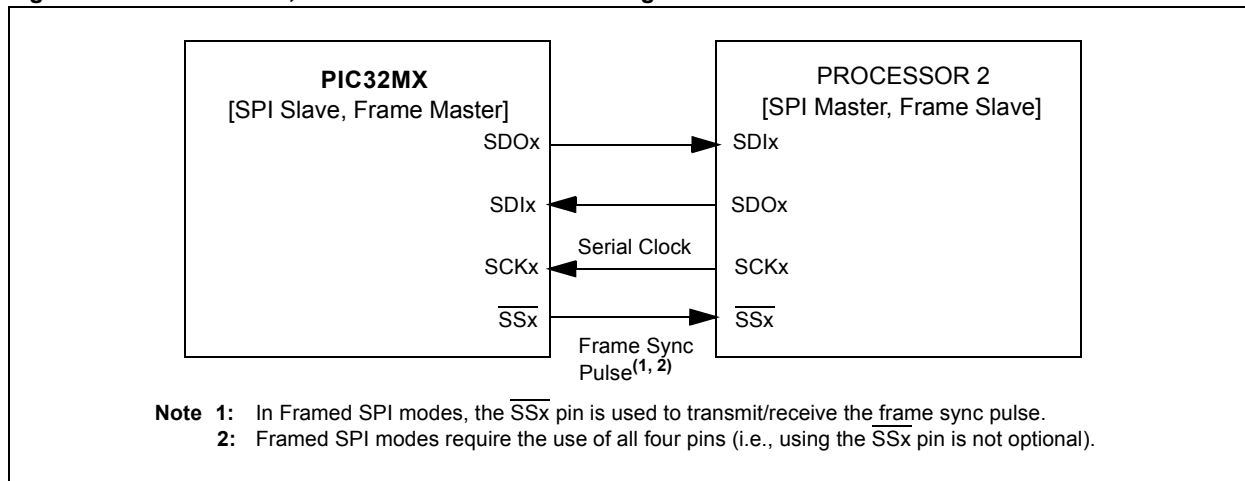 PIC32MX
[SPI Slave, Frame Master]
SDOx
SDIx
SCKx
SSx
PROCESSOR 2
[SPI Master, Frame Slave]
SDIx
SDOx
SCKx
SSx
Serial Clock
Frame Sync
Pulse(1, 2)
Note 1: In Framed SPI modes, the SSx pin is used to transmit/receive the frame sync pulse.
2: Framed SPI modes require the use of all four pins (i.e., using the SSx pin is not optional).